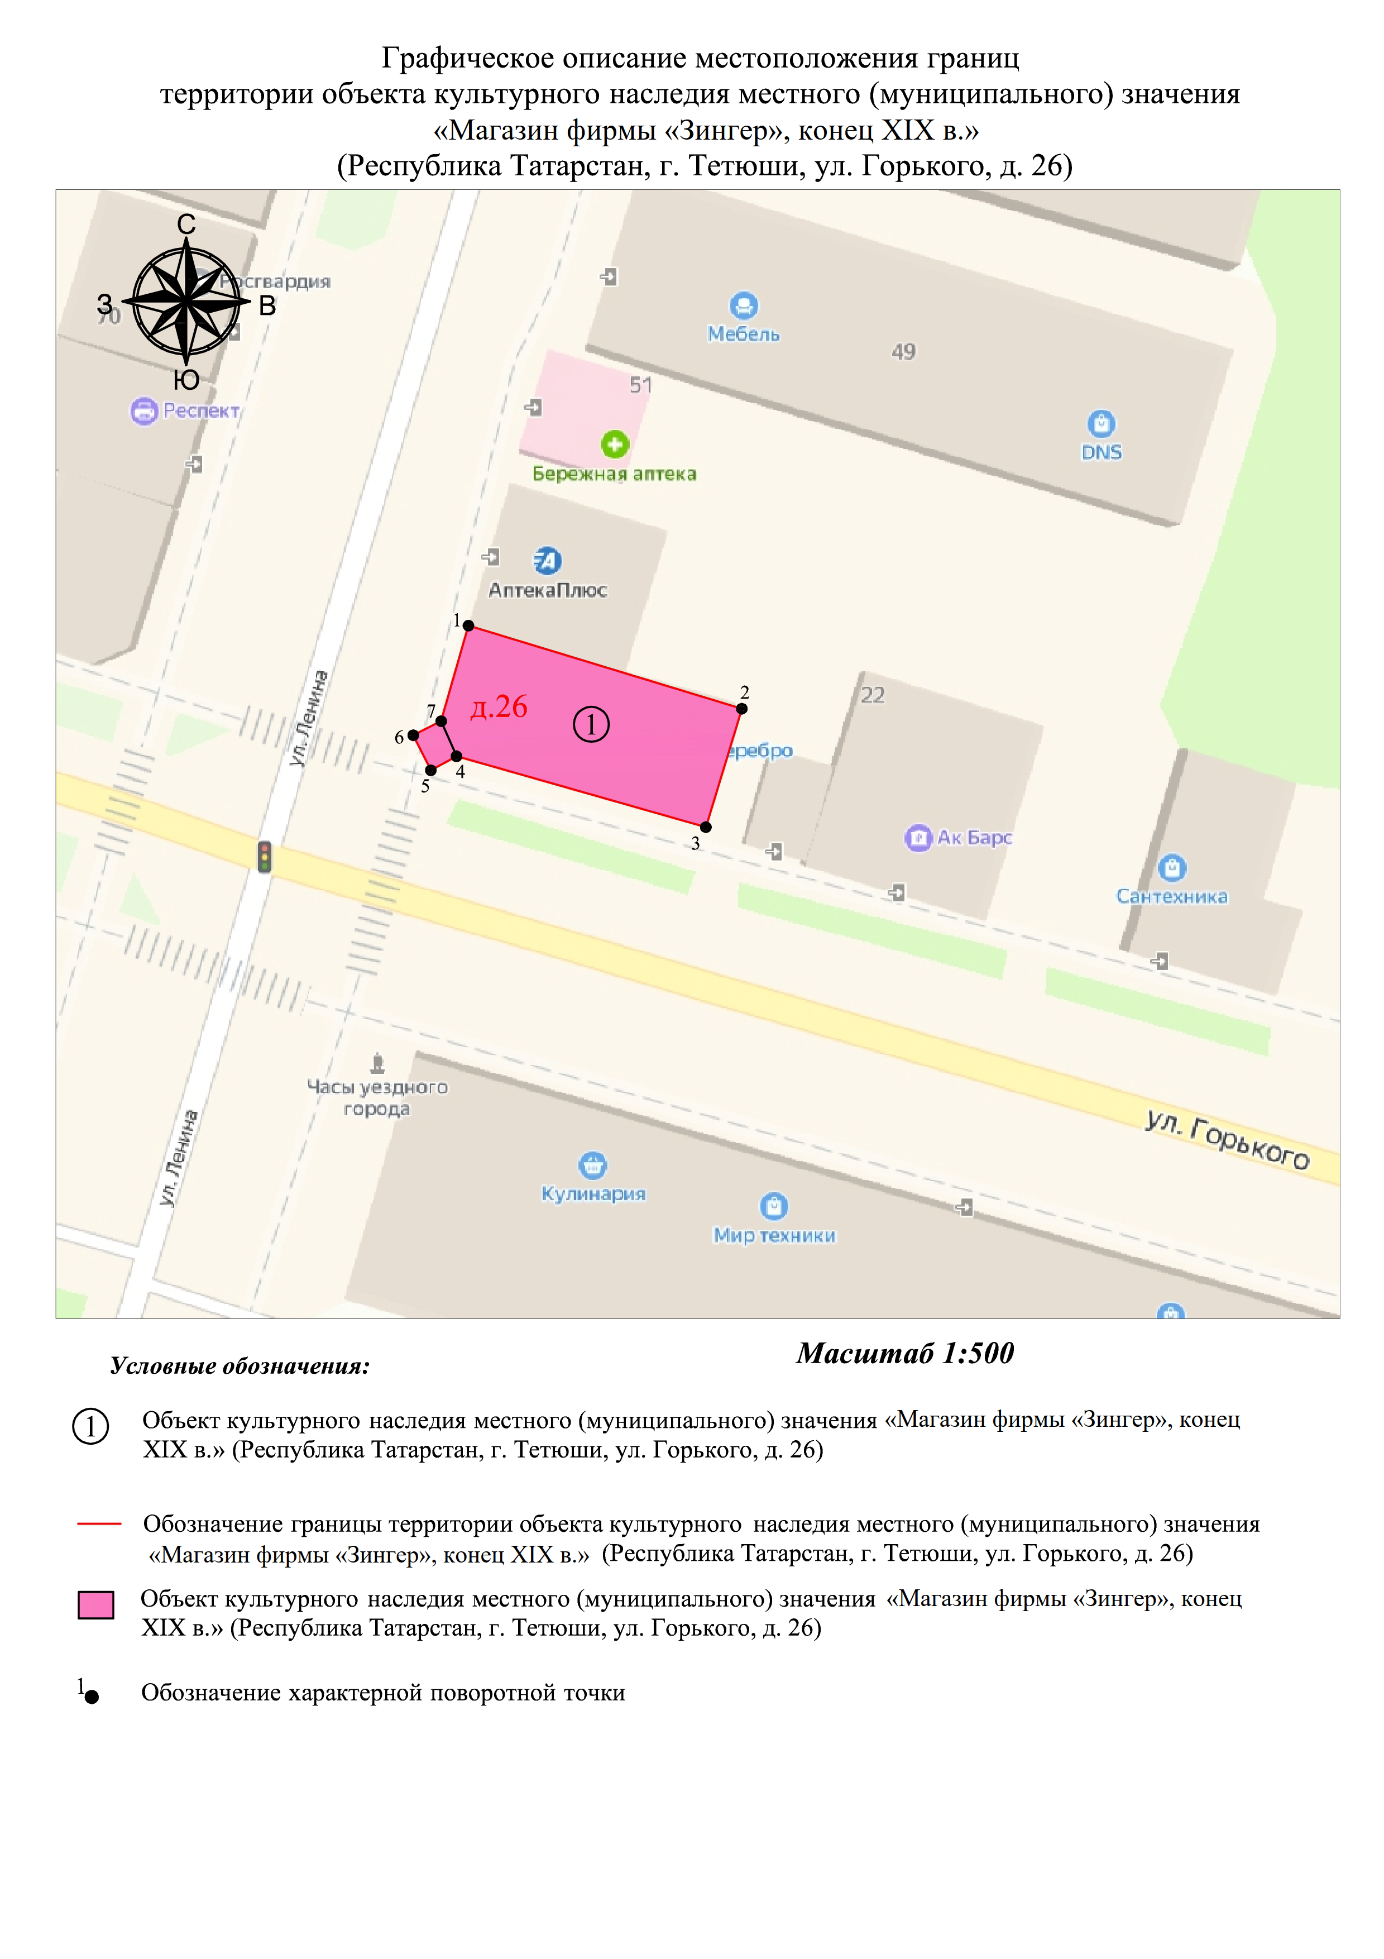 Графическое описание местоположения границ
территории объекта культурного наследия местного (муниципального) значения
«Магазин фирмы «Зингер», конец XIX в.»
(Республика Татарстан, г. Тетюши, ул. Горького, д. 26)
С
З
В
Ю
Росгвардия
70
Респект
Мебель
49
51
DNS
Бережная аптека
АптекаПлюс
1
2
22
7
д.26
1
6
4
5
3
ул. Ленина
Ак Барс
Сантехника
Часы уездного
города
ул. Горького
ул. Ленина
Кулинария
Мир техники
Масштаб 1:500
Условные обозначения:
1
Объект культурного наследия местного (муниципального) значения «Магазин фирмы «Зингер», конец
XIX в.» (Республика Татарстан, г. Тетюши, ул. Горького, д. 26)
Обозначение границы территории объекта культурного наследия местного (муниципального) значения
«Магазин фирмы «Зингер», конец XIX в.» (Республика Татарстан, г. Тетюши, ул. Горького, д. 26)
Объект культурного наследия местного (муниципального) значения «Магазин фирмы «Зингер», конец
XIX в.» (Республика Татарстан, г. Тетюши, ул. Горького, д. 26)
1
Обозначение характерной поворотной точки